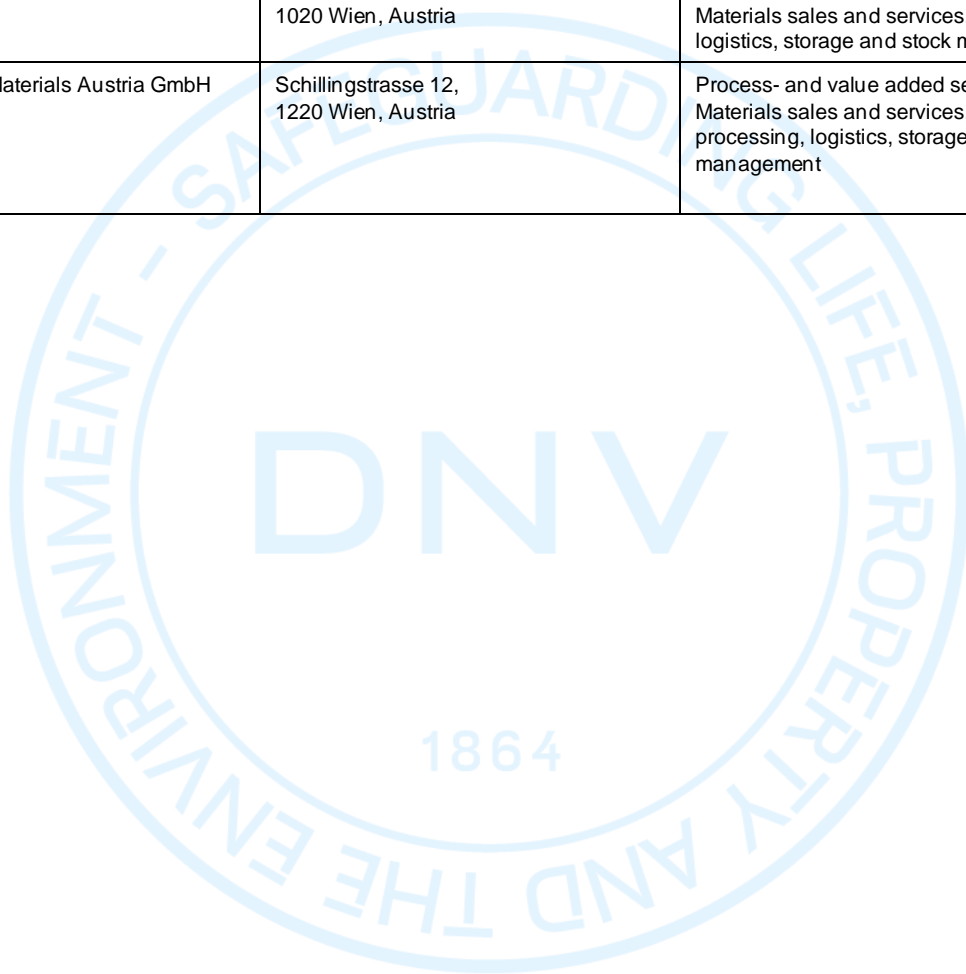 1020 Wien, Austria
Materials sales and services
logistics, storage and stock
Materials Austria GmbH
Schillingstrasse 12,
1220 Wien, Austria
Process- and value added
Materials sales and services
processing, logistics, storage
management
SAFEGUARDING LIFE, PROPERTY AND THE ENVIRONMENT -
DNV
1864